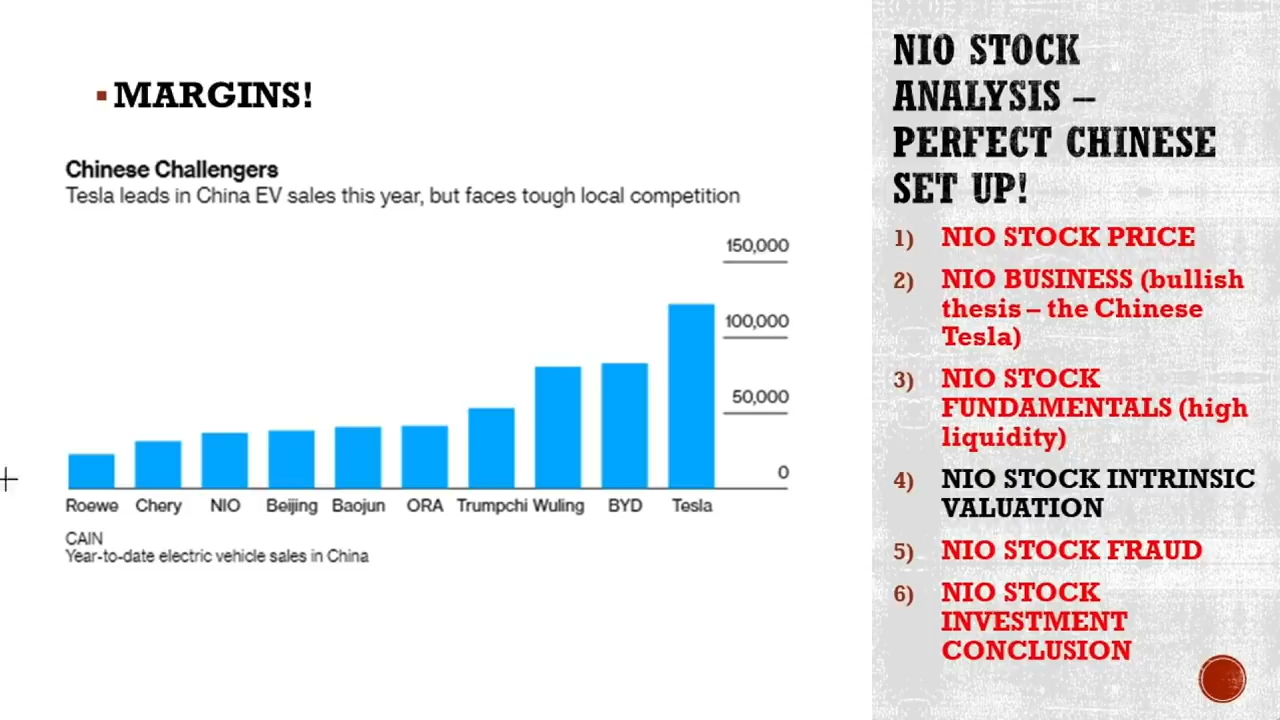 ▪ MARGINS!
Chinese Challengers
Tesla leads in China EV sales this year, but faces tough local competition
150,000
100,000
50,000
0
Roewe Chery NIO Beijing Baojun ORA Trumpchi Wuling BYD Tesla
CAIN
Year-to-date electric vehicle sales in China
NIO STOCK
ANALYSIS –
PERFECT CHINESE
SET UP!
1) NIO STOCK PRICE
2) NIO BUSINESS (bullish
thesis – the Chinese
Tesla)
3) NIO STOCK
FUNDAMENTALS (high
liquidity)
4) NIO STOCK INTRINSIC
VALUATION
5) NIO STOCK FRAUD
6) NIO STOCK
INVESTMENT
CONCLUSION